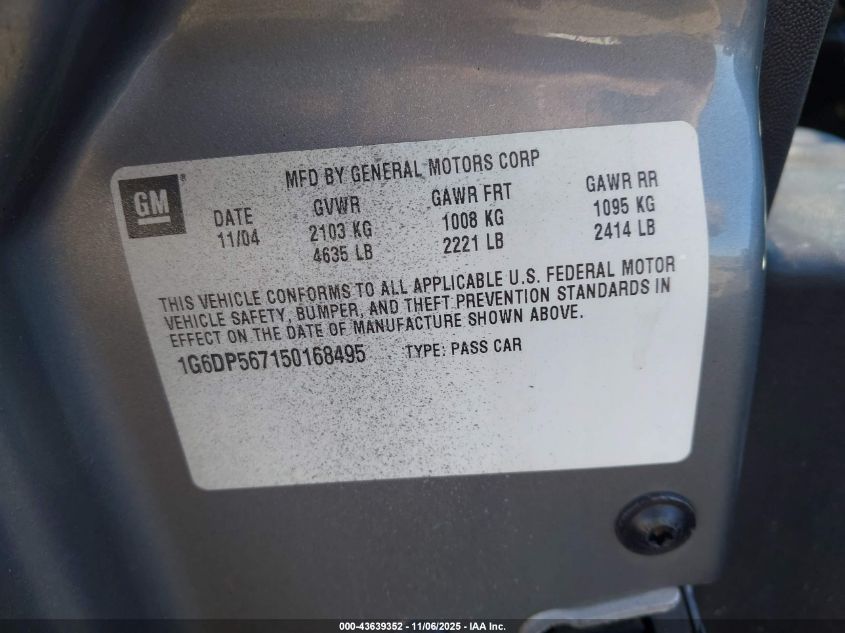 MFD BY GENERAL MOTORS CORP
GM
DATE GVWR GAWR FRT GAWR RR
11/04 2103 KG 1008 KG 1095 KG
4635 LB 2221 LB 2414 LB
THIS VEHICLE CONFORMS TO ALL APPLICABLE U.S. FEDERAL MOTOR
VEHICLE SAFETY, BUMPER, AND THEFT PREVENTION STANDARDS IN
EFFECT ON THE DATE OF MANUFACTURE SHOWN ABOVE.
1G6DP567150168495 TYPE: PASS CAR
000-43639352 | 11/06/2025 - IAA Inc.